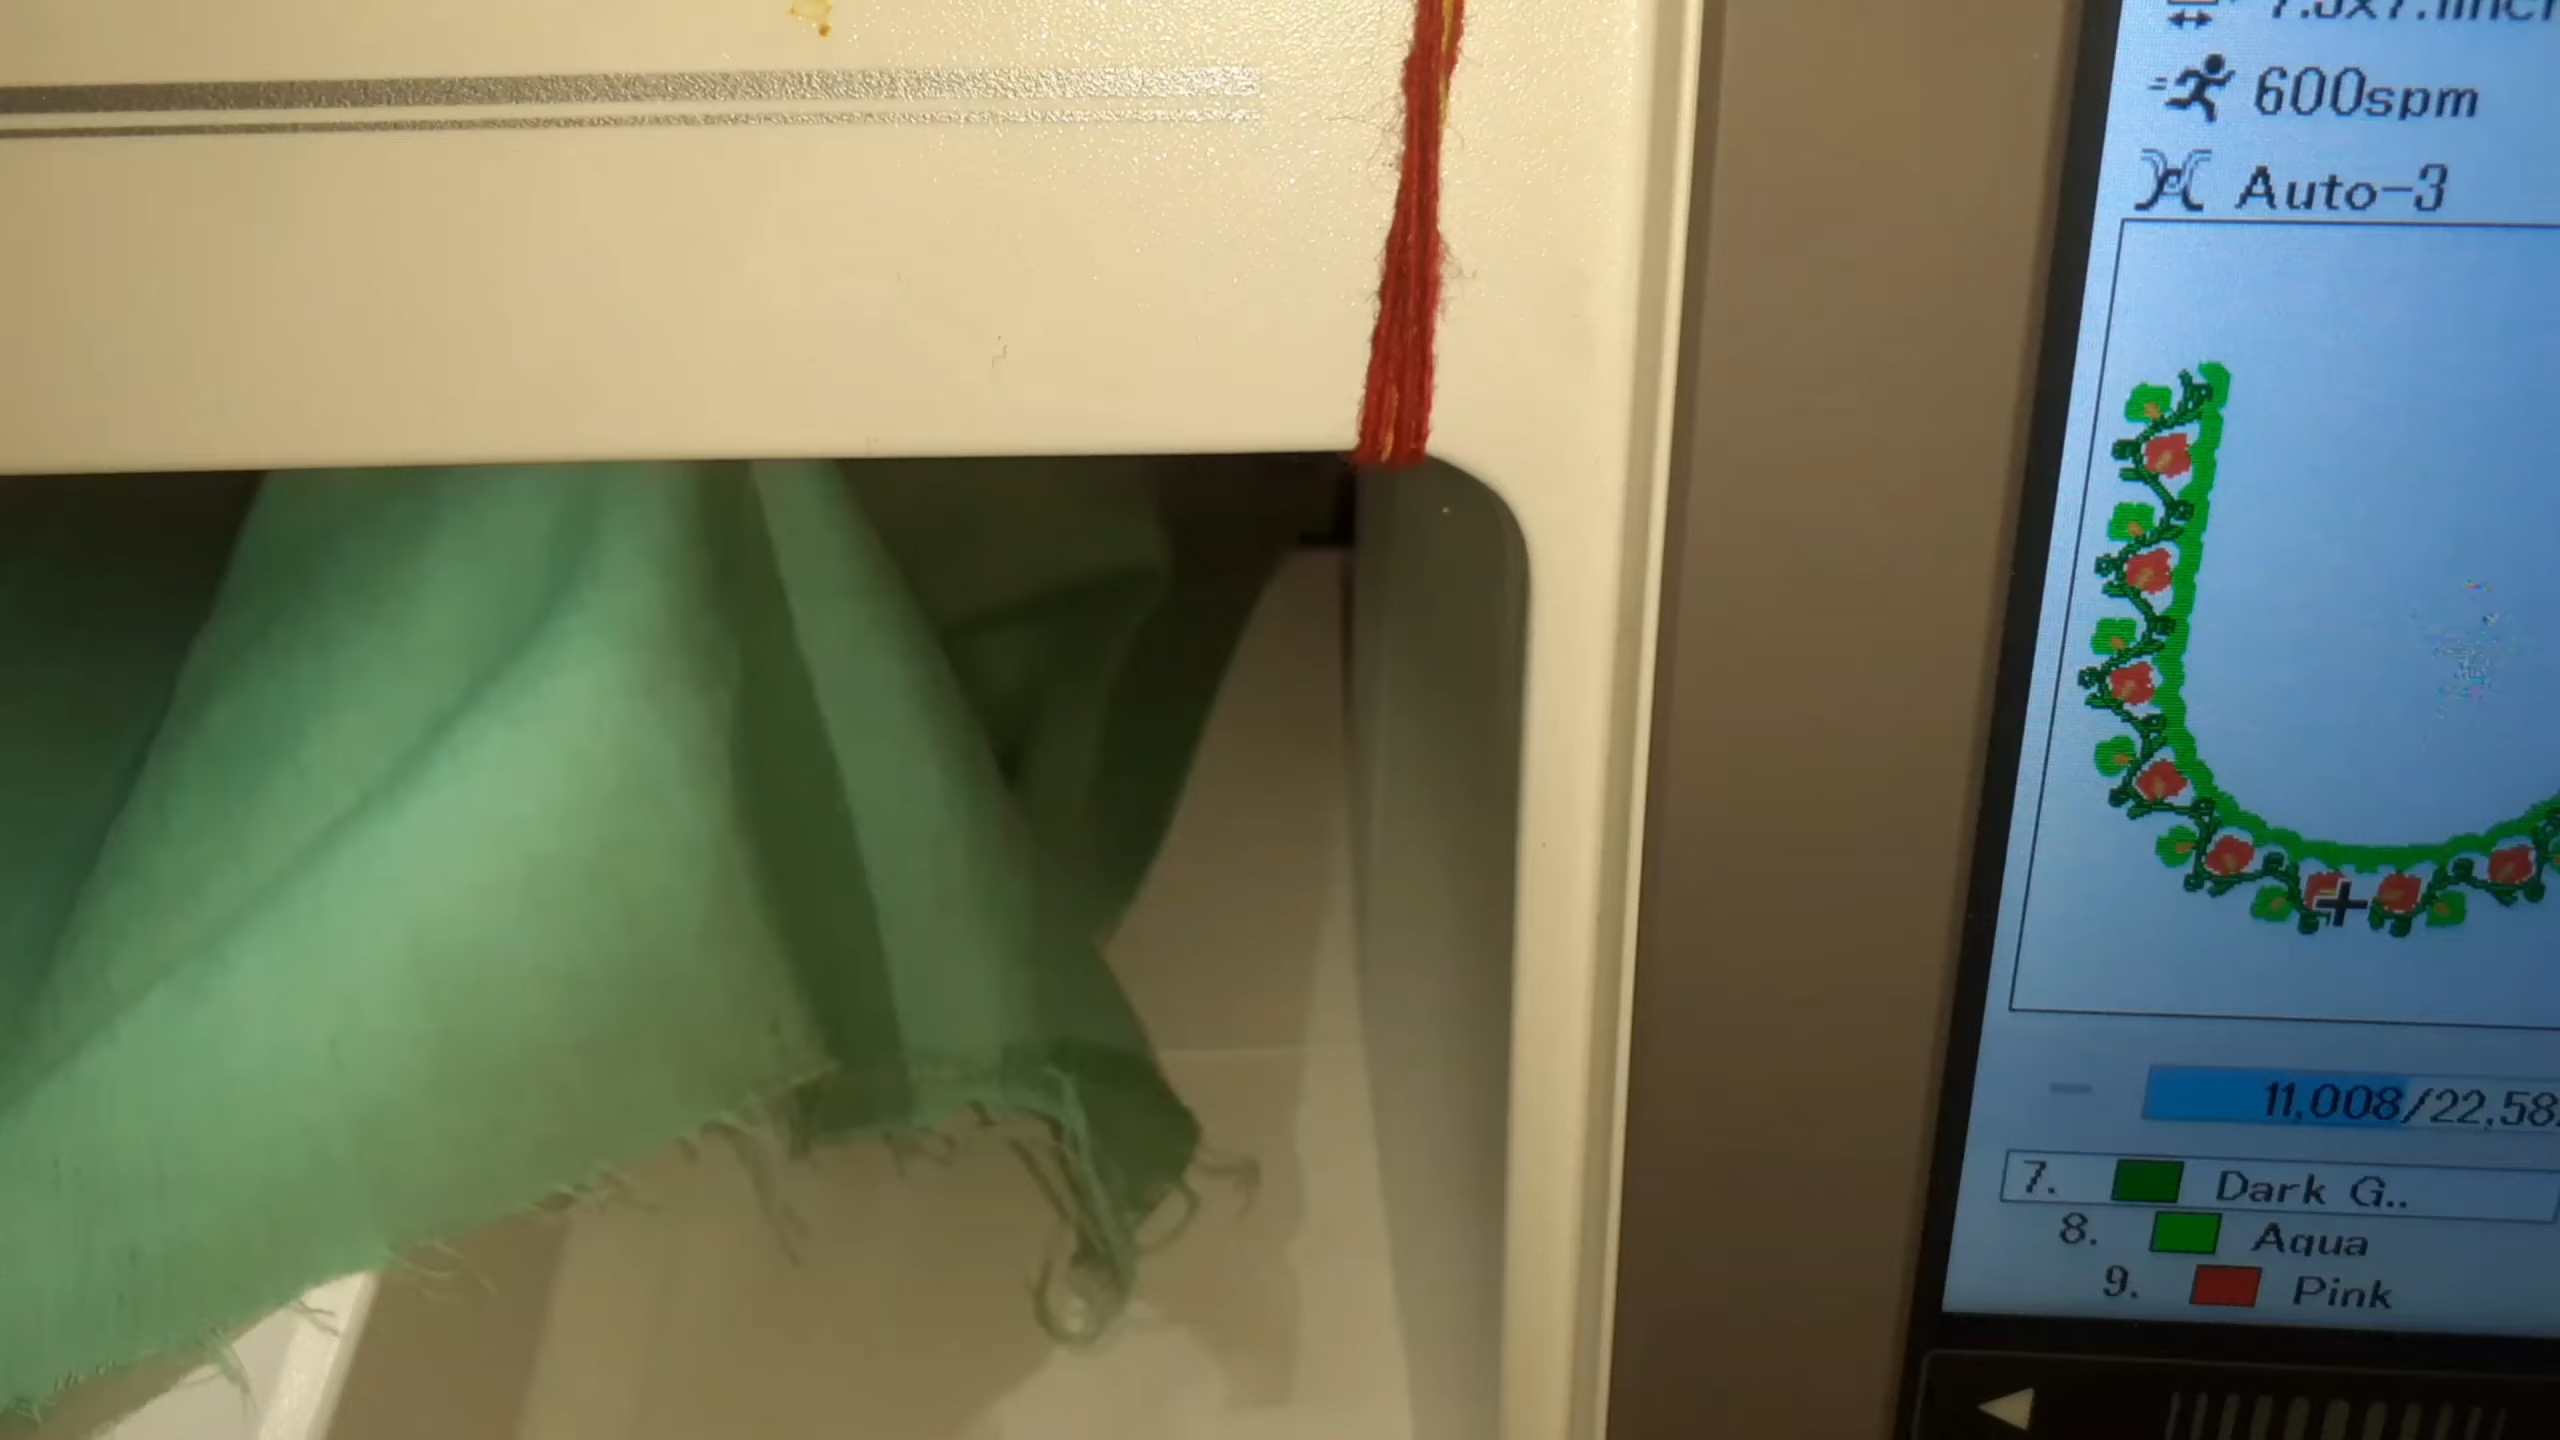 600spm
Auto-3
11,008/22,58
7. Dark G..
8. Aqua
9. Pink